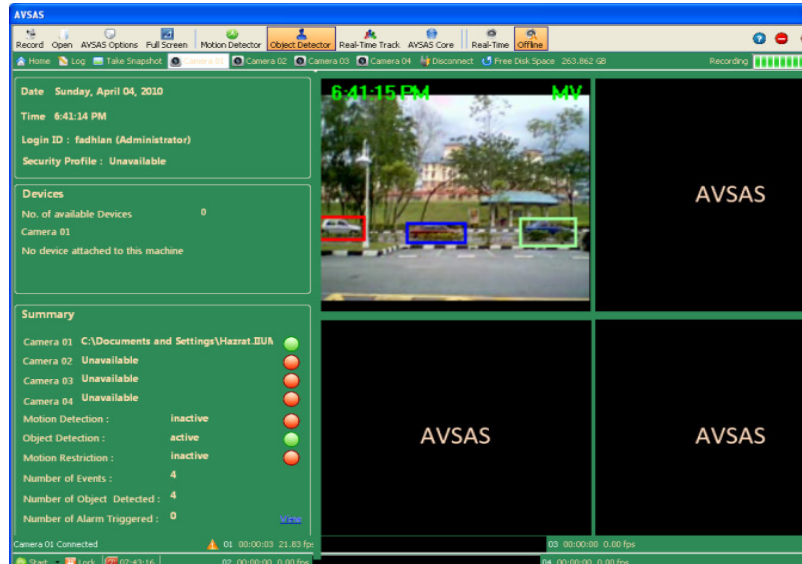 AVSAS
Record Open AVSAS Options Full Screen Motion Detector Object Detector Real-Time Track AVSAS Core Real-Time Offline
Home Log Take Snapshot Camera 01 Camera 02 Camera 03 Camera 04 Disconnect Free Disk Space 263.862 GB Recording
Date Sunday, April 04, 2010
Time 6:41:14 PM
Login ID : fadhlan (Administrator)
Security Profile : Unavailable
Devices
No. of available Devices 0
Camera 01
No device attached to this machine
Summary
Camera 01 C:\Documents and Settings\Hazrat.IIUM
Camera 02 Unavailable
Camera 03 Unavailable
Camera 04 Unavailable
Motion Detection : inactive
Object Detection : active
Motion Restriction : inactive
Number of Events : 4
Number of Object Detected : 4
Number of Alarm Triggered : 0 View
6:41:15 PM MV
AVSAS
AVSAS
AVSAS
Camera 01 Connected 01 00:00:03 21.83 fps 03 00:00:00 0.00 fps
Start Lock 07:43:16 02 00:00:00 0.00 fps 04 00:00:00 0.00 fps